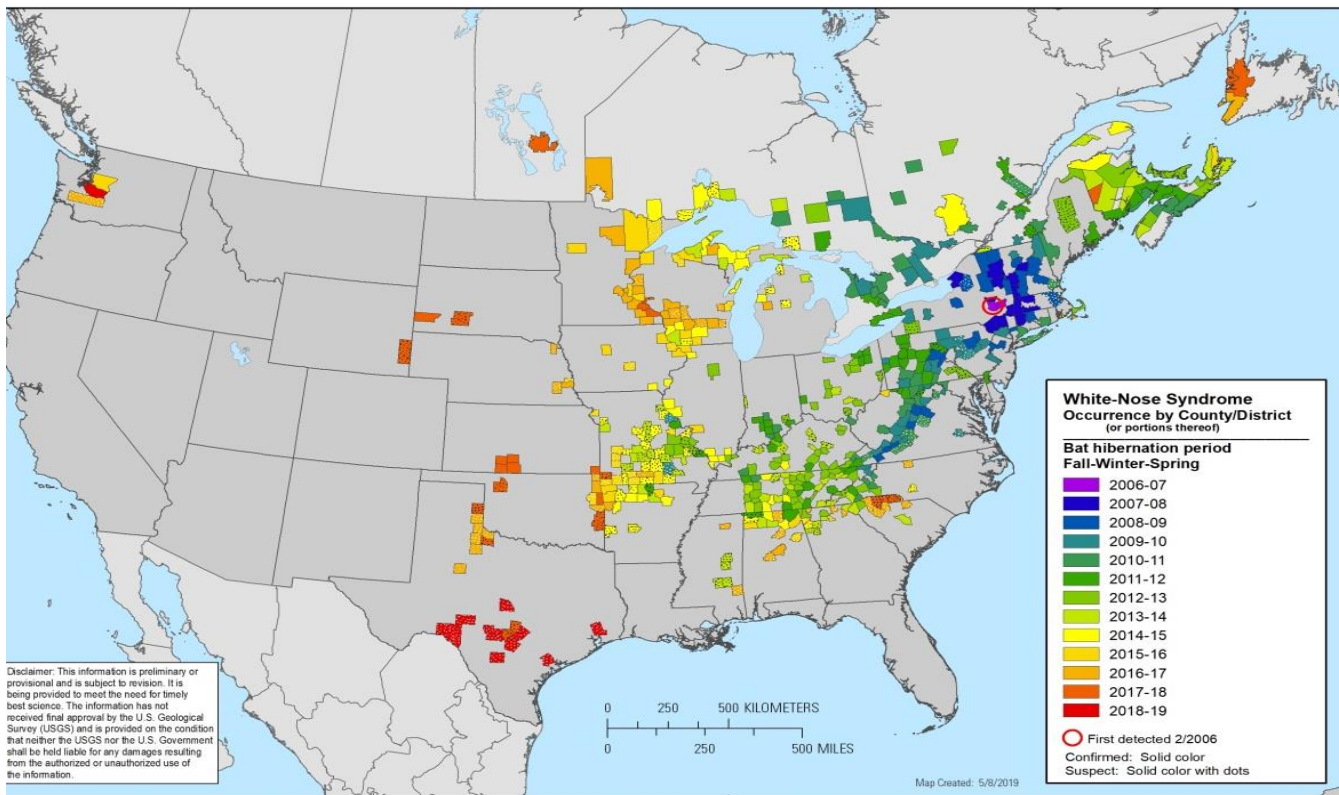 White-Nose Syndrome
Occurrence by County/District
(or portions thereof)
Bat hibernation period
Fall-Winter-Spring
2006-07
2007-08
2008-09
2009-10
2010-11
2011-12
2012-13
2013-14
2014-15
2015-16
2016-17
2017-18
2018-19
First detected 2/2006
Confirmed: Solid color
Suspect: Solid color with dots
Disclaimer: This information is preliminary or
provisional and is subject to revision. It is
being provided to meet the need for timely
best science. The information has not
received final approval by the U.S. Geological
Survey (USGS) and is provided on the condition
that neither the USGS nor the U.S. Government
shall be held liable for any damages resulting
from the authorized or unauthorized use of
the information.
0 250 500 KILOMETERS
0 250 500 MILES
Map Created: 5/8/2019